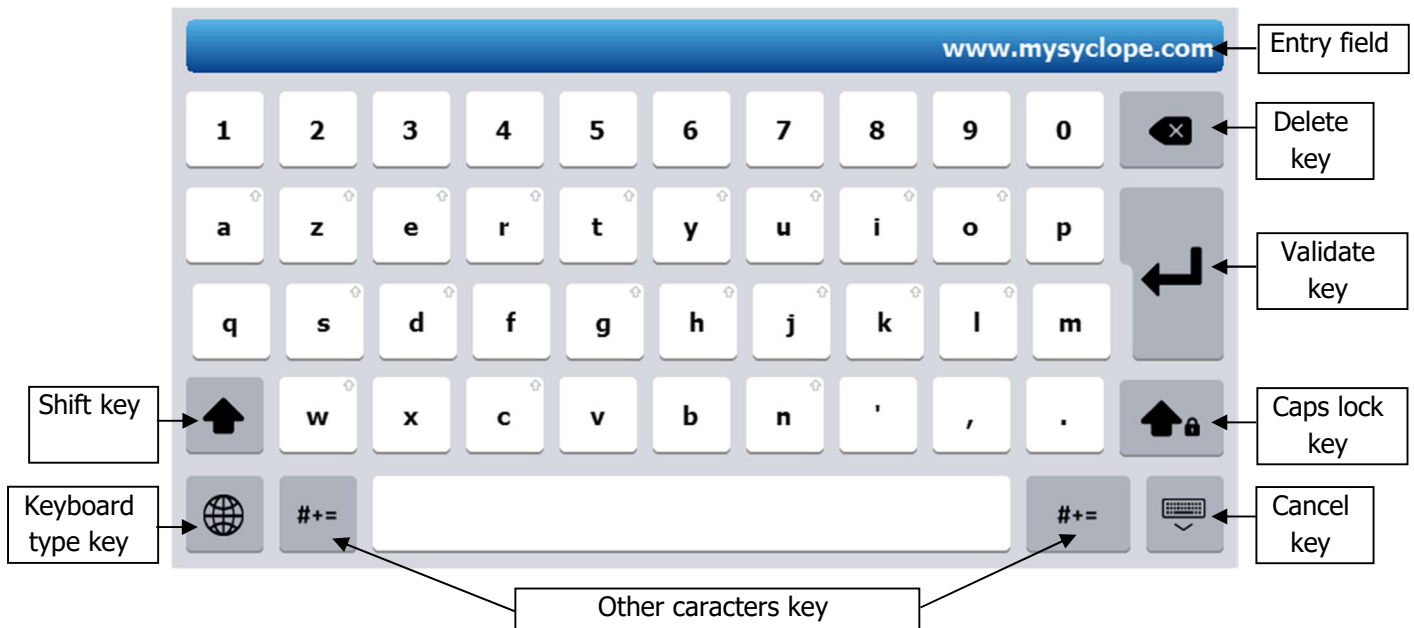 www.mysyclope.com
Entry field
1 2 3 4 5 6 7 8 9 0
Delete
key
a z e r t y u i o p
Validate
key
q s d f g h j k l m
Shift key
w x c v b n ' , .
Caps lock
key
Keyboard
type key
#+=
#+=
Cancel
key
Other caracters key